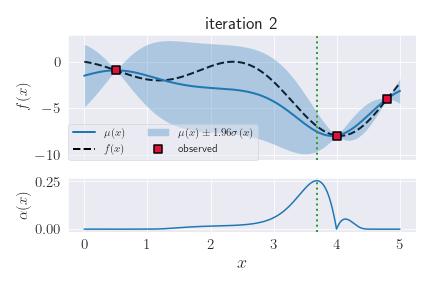 iteration 2
f(x)
0
−5
−10
μ(x) μ(x) ± 1.96σ(x)
f(x) observed
α(x)
0.25
0.00
0 1 2 3 4 5
x